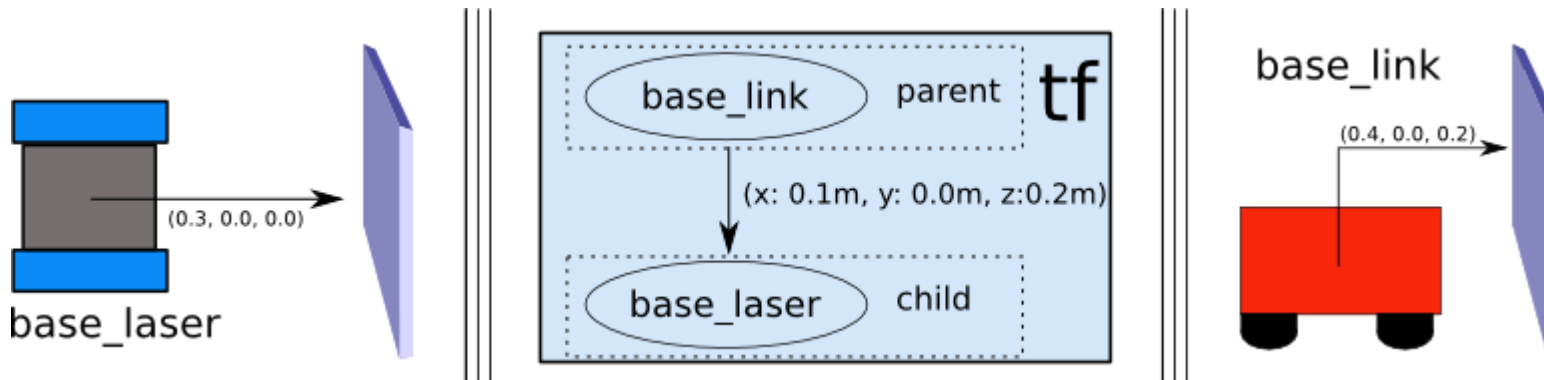 (0.3, 0.0, 0.0)
base_laser
base_link parent tf
(x: 0.1m, y: 0.0m, z:0.2m)
base_laser child
base_link
(0.4, 0.0, 0.2)